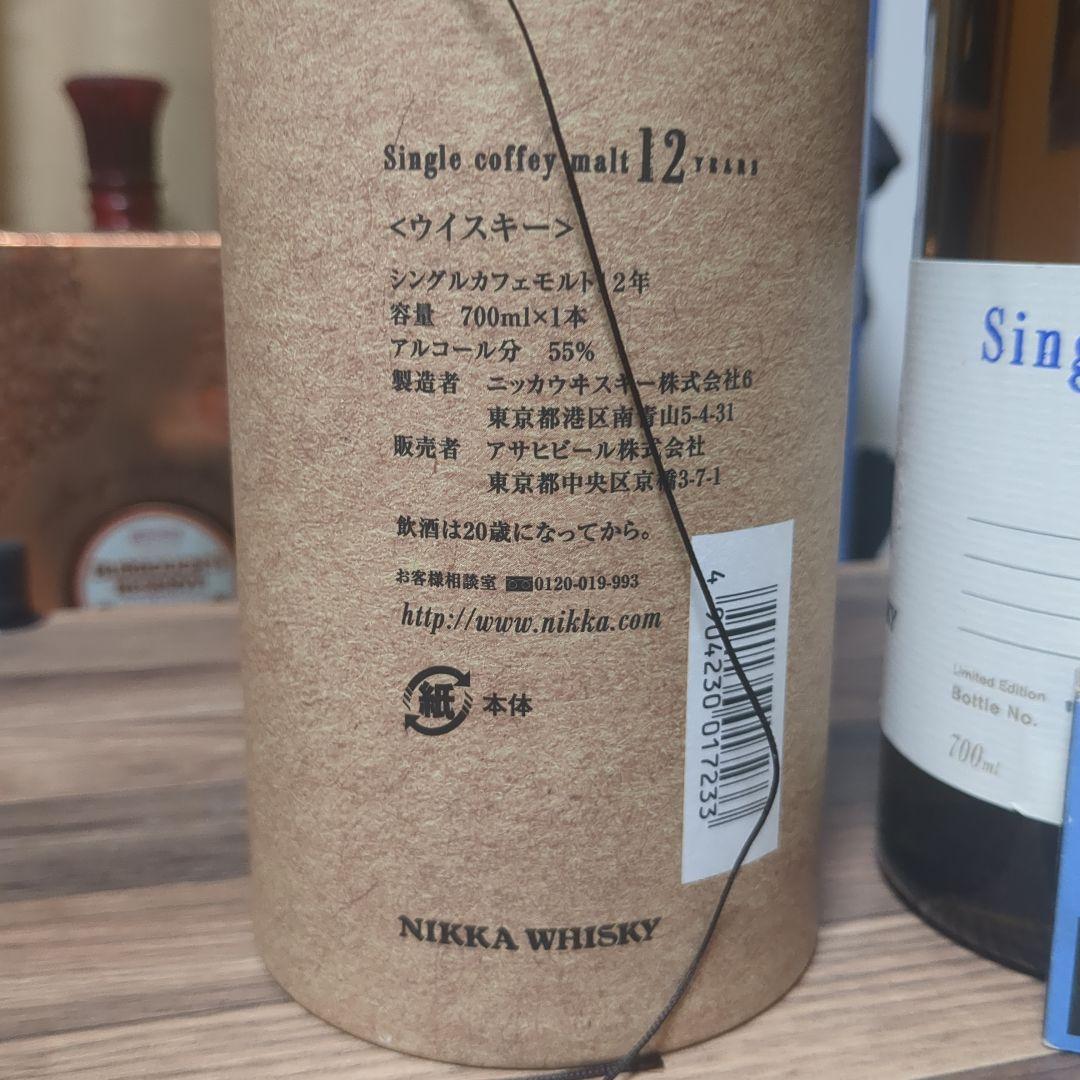 Single coffey malt 12 YEARS
<ウイスキー>
シングルカフェモルト12年
容量 700ml×1本
アルコール分 55%
製造者 ニッカウヰスキー株式会社6
東京都港区南青山5-4-31
販売者 アサヒビール株式会社
東京都中央区京橋3-7-1
飲酒は20歳になってから。
お客様相談室 0120-019-993
http://www.nikka.com
紙 本体
4 904230 017233
NIKKA WHISKY
Sing
Limited Edition
Bottle No.
700ml